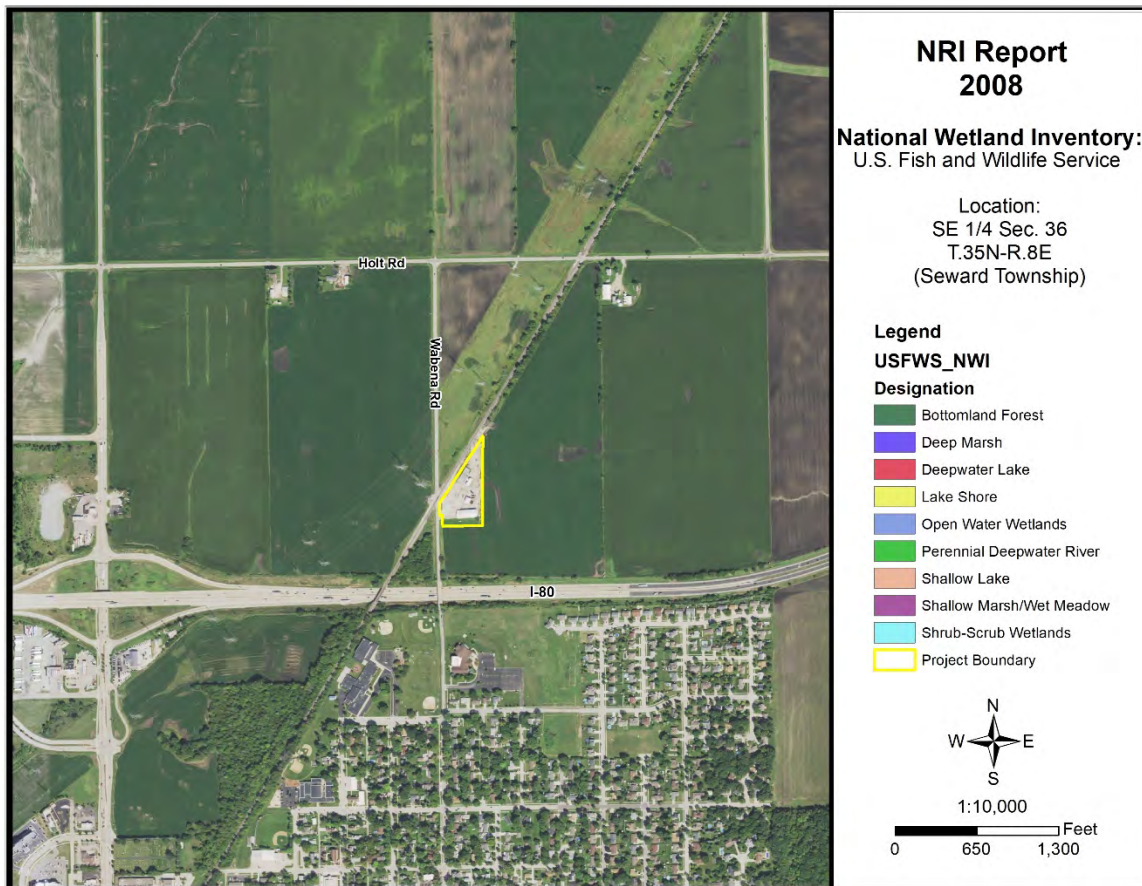 NRI Report
2008
National Wetland Inventory:
U.S. Fish and Wildlife Service
Location:
SE 1/4 Sec. 36
T.35N-R.8E
(Seward Township)
Legend
USFWS_NWI
Designation
Bottomland Forest
Deep Marsh
Deepwater Lake
Lake Shore
Open Water Wetlands
Perennial Deepwater River
Shallow Lake
Shallow Marsh/Wet Meadow
Shrub-Scrub Wetlands
Project Boundary
N
W E
S
1:10,000
Feet
0 650 1,300
Holt Rd
Wabena Rd
I-80